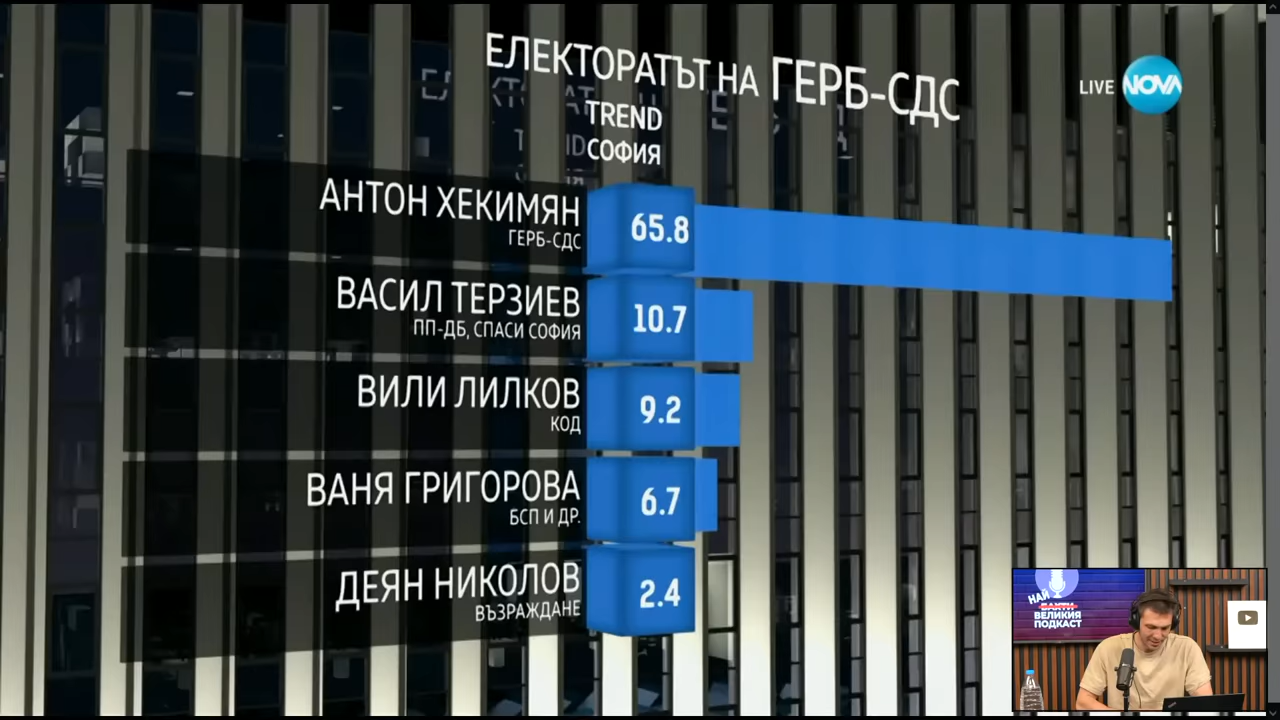 ЕЛЕКТОРАТЪТ НА ГЕРБ-СДС
LIVE NOVA
TREND
СОФИЯ
АНТОН ХЕКИМЯН
ГЕРБ-СДС
65.8
ВАСИЛ ТЕРЗИЕВ
ПП-ДБ, СПАСИ СОФИЯ
10.7
ВИЛИ ЛИЛКОВ
КОД
9.2
ВАНЯ ГРИГОРОВА
БСП И ДР.
6.7
ДЕЯН НИКОЛОВ
ВЪЗРАЖДАНЕ
2.4
НАЙ
ВЕЛИКИЯ
ПОДКАСТ